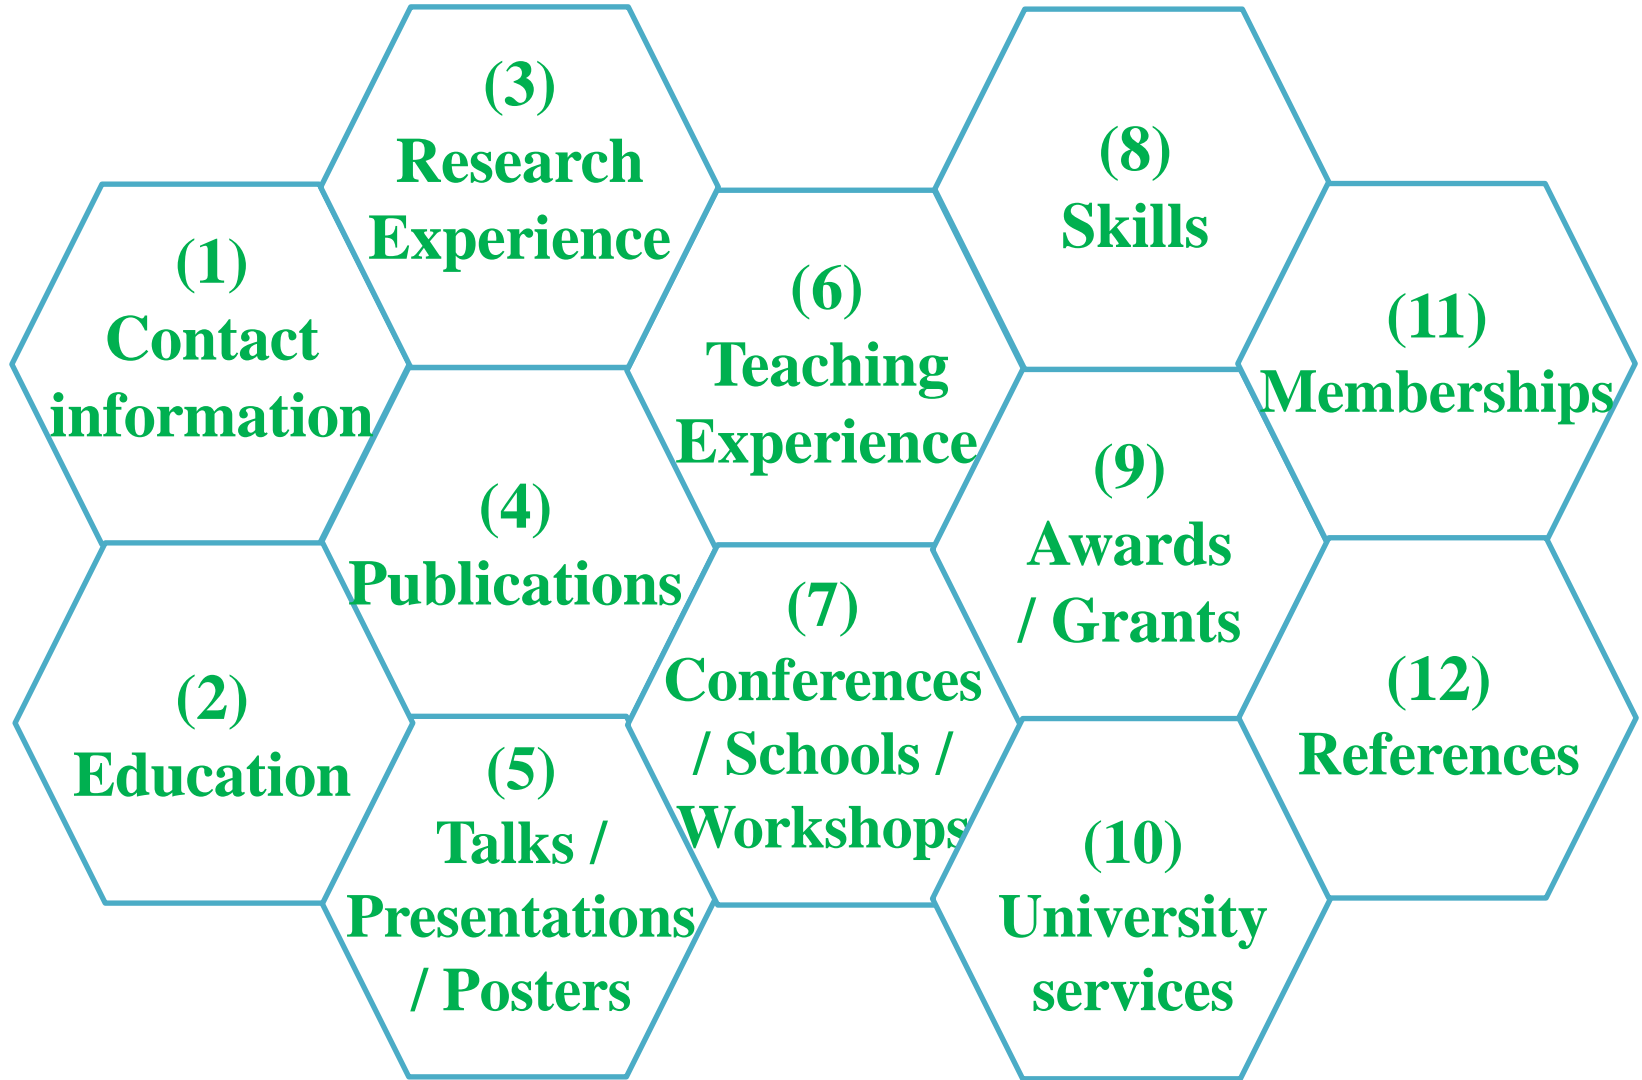 (1)
Contact
information
(2)
Education
(3)
Research
Experience
(4)
Publications
(5)
Talks /
Presentations
/ Posters
(6)
Teaching
Experience
(7)
Conferences
/ Schools /
Workshops
(8)
Skills
(9)
Awards
/ Grants
(10)
University
services
(11)
Memberships
(12)
References